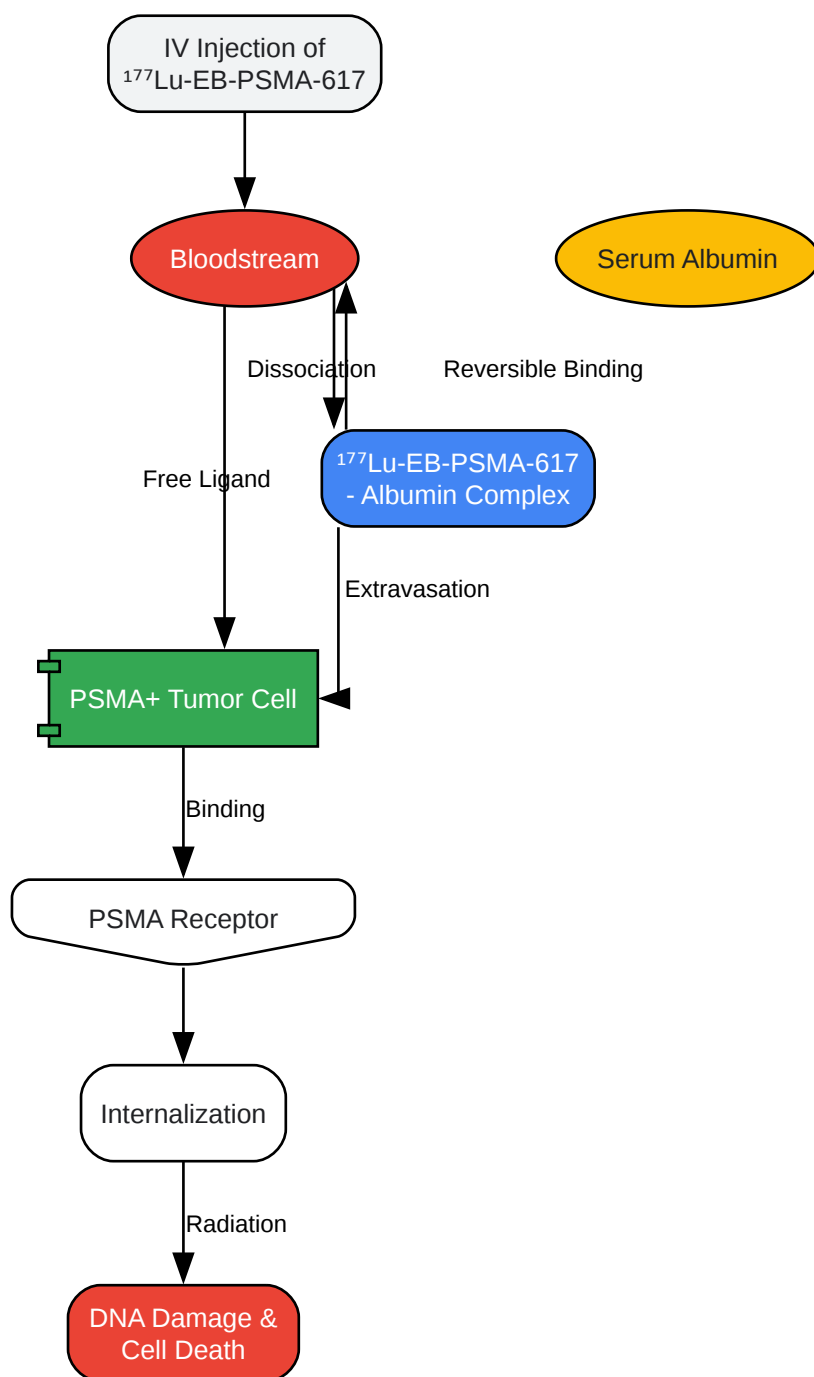 IV Injection of
¹⁷⁷Lu-EB-PSMA-617
Bloodstream
Serum Albumin
Dissociation
Reversible Binding
¹⁷⁷Lu-EB-PSMA-617
- Albumin Complex
Free Ligand
Extravasation
PSMA+ Tumor Cell
Binding
PSMA Receptor
Internalization
Radiation
DNA Damage &
Cell Death